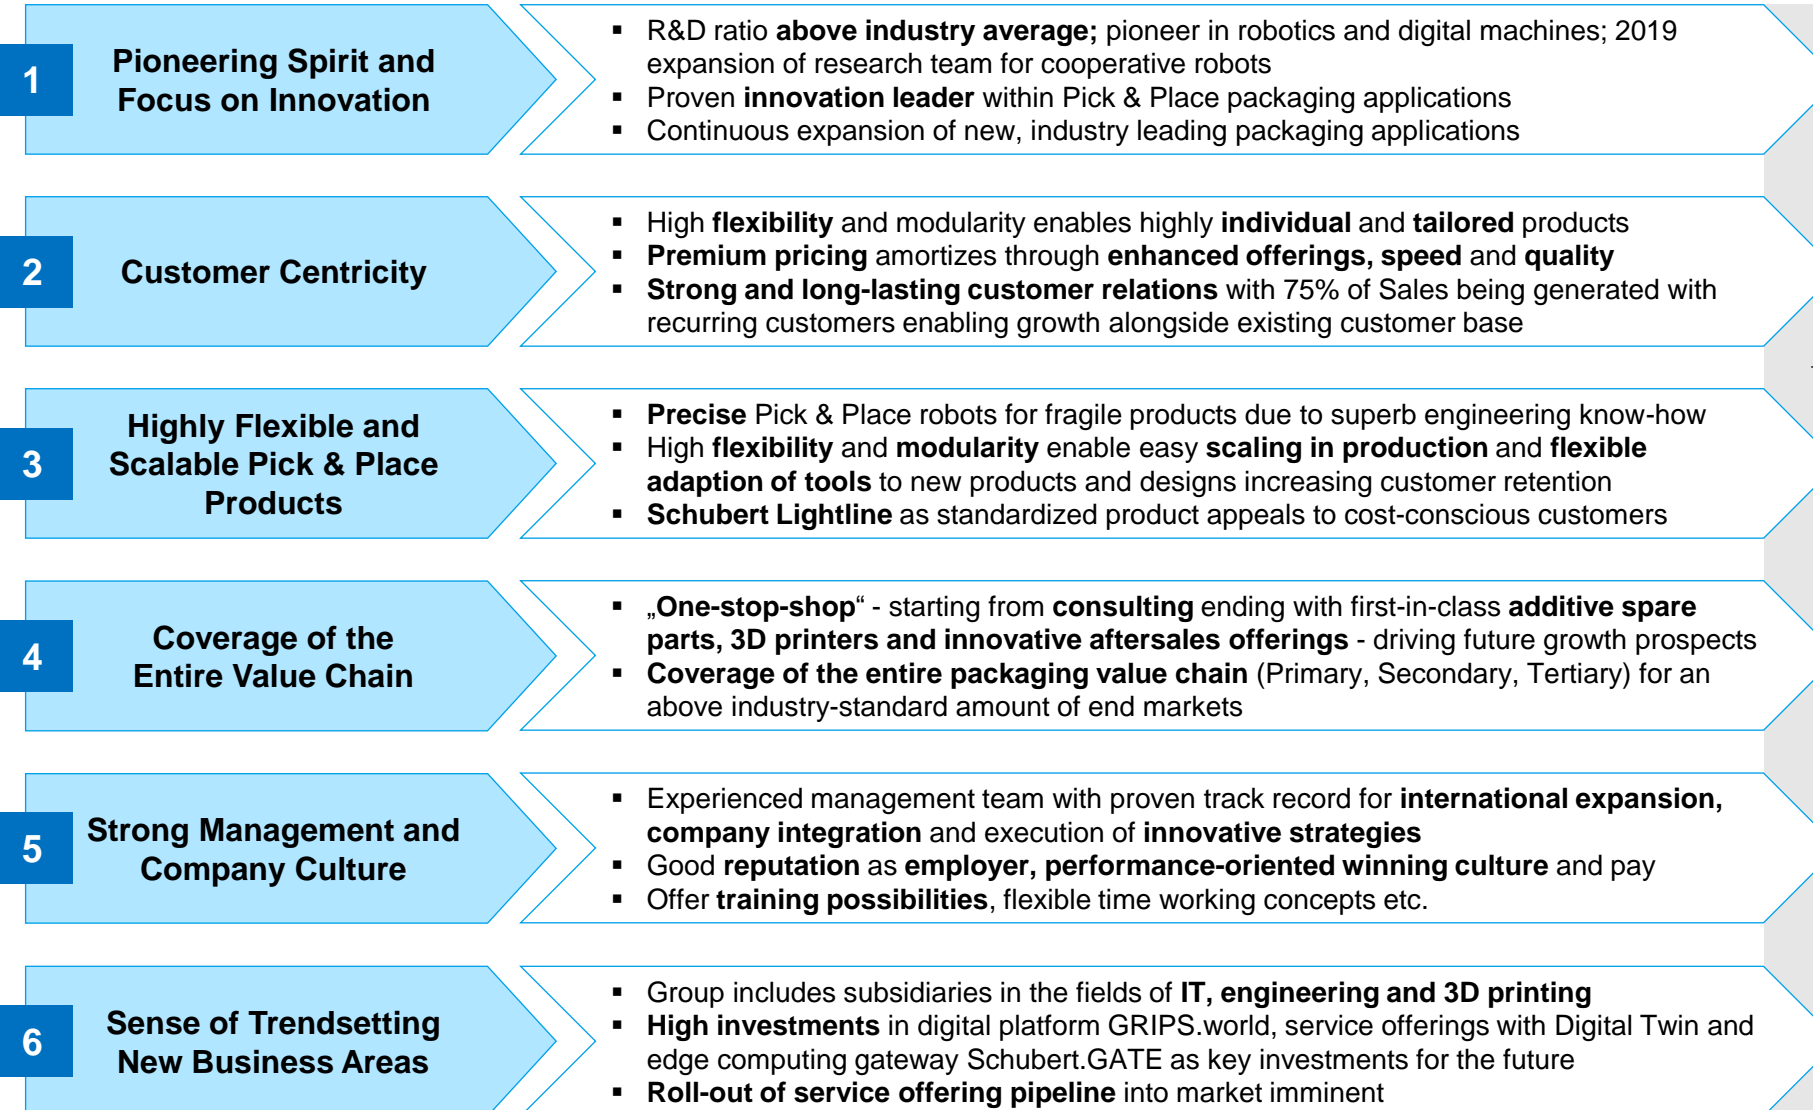 1
Pioneering Spirit and
Focus on Innovation
▪ R&D ratio above industry average; pioneer in robotics and digital machines; 2019
expansion of research team for cooperative robots
▪ Proven innovation leader within Pick & Place packaging applications
▪ Continuous expansion of new, industry leading packaging applications
2
Customer Centricity
▪ High flexibility and modularity enables highly individual and tailored products
▪ Premium pricing amortizes through enhanced offerings, speed and quality
▪ Strong and long-lasting customer relations with 75% of Sales being generated with
recurring customers enabling growth alongside existing customer base
3
Highly Flexible and
Scalable Pick & Place
Products
▪ Precise Pick & Place robots for fragile products due to superb engineering know-how
▪ High flexibility and modularity enable easy scaling in production and flexible
adaption of tools to new products and designs increasing customer retention
▪ Schubert Lightline as standardized product appeals to cost-conscious customers
4
Coverage of the
Entire Value Chain
▪ „One-stop-shop“ - starting from consulting ending with first-in-class additive spare
parts, 3D printers and innovative aftersales offerings - driving future growth prospects
▪ Coverage of the entire packaging value chain (Primary, Secondary, Tertiary) for an
above industry-standard amount of end markets
5
Strong Management and
Company Culture
▪ Experienced management team with proven track record for international expansion,
company integration and execution of innovative strategies
▪ Good reputation as employer, performance-oriented winning culture and pay
▪ Offer training possibilities, flexible time working concepts etc.
6
Sense of Trendsetting
New Business Areas
▪ Group includes subsidiaries in the fields of IT, engineering and 3D printing
▪ High investments in digital platform GRIPS.world, service offerings with Digital Twin and
edge computing gateway Schubert.GATE as key investments for the future
▪ Roll-out of service offering pipeline into market imminent